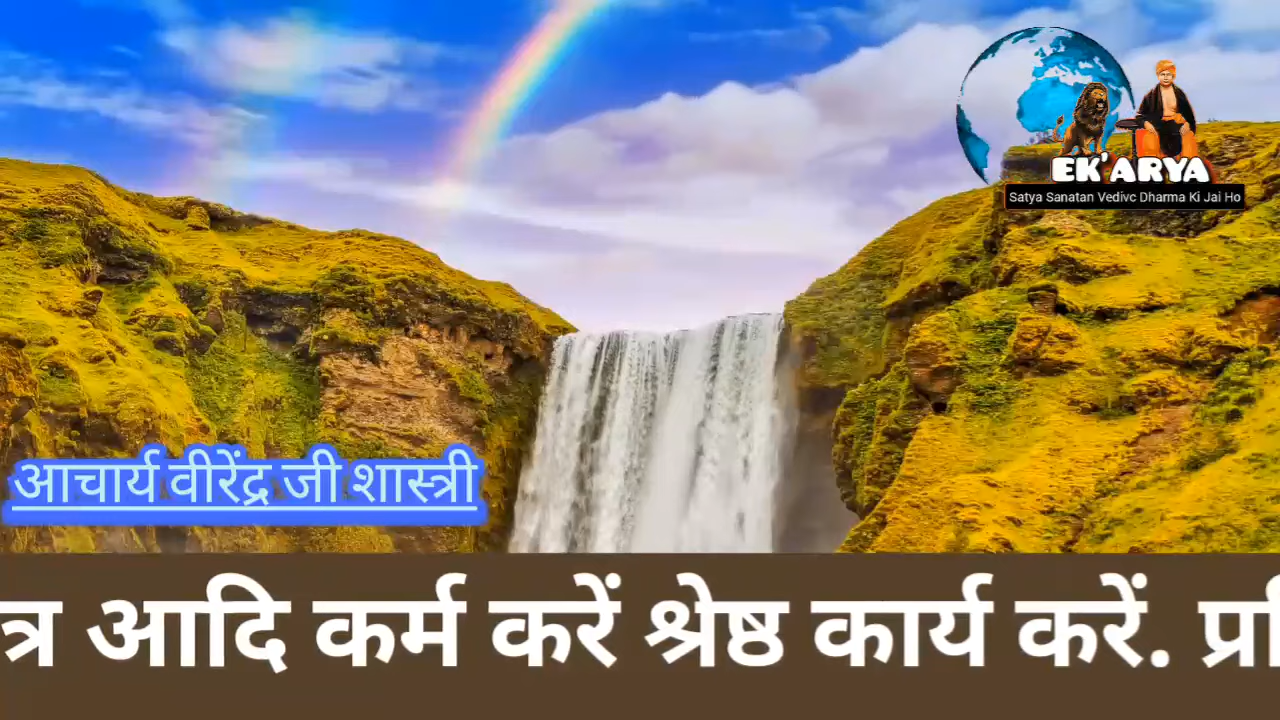 EK'ARYA
Satya Sanatan Vedivc Dharma Ki Jai Ho
आचार्य वीरेंद्र जी शास्त्री
त्र आदि कर्म करें श्रेष्ठ कार्य करें.